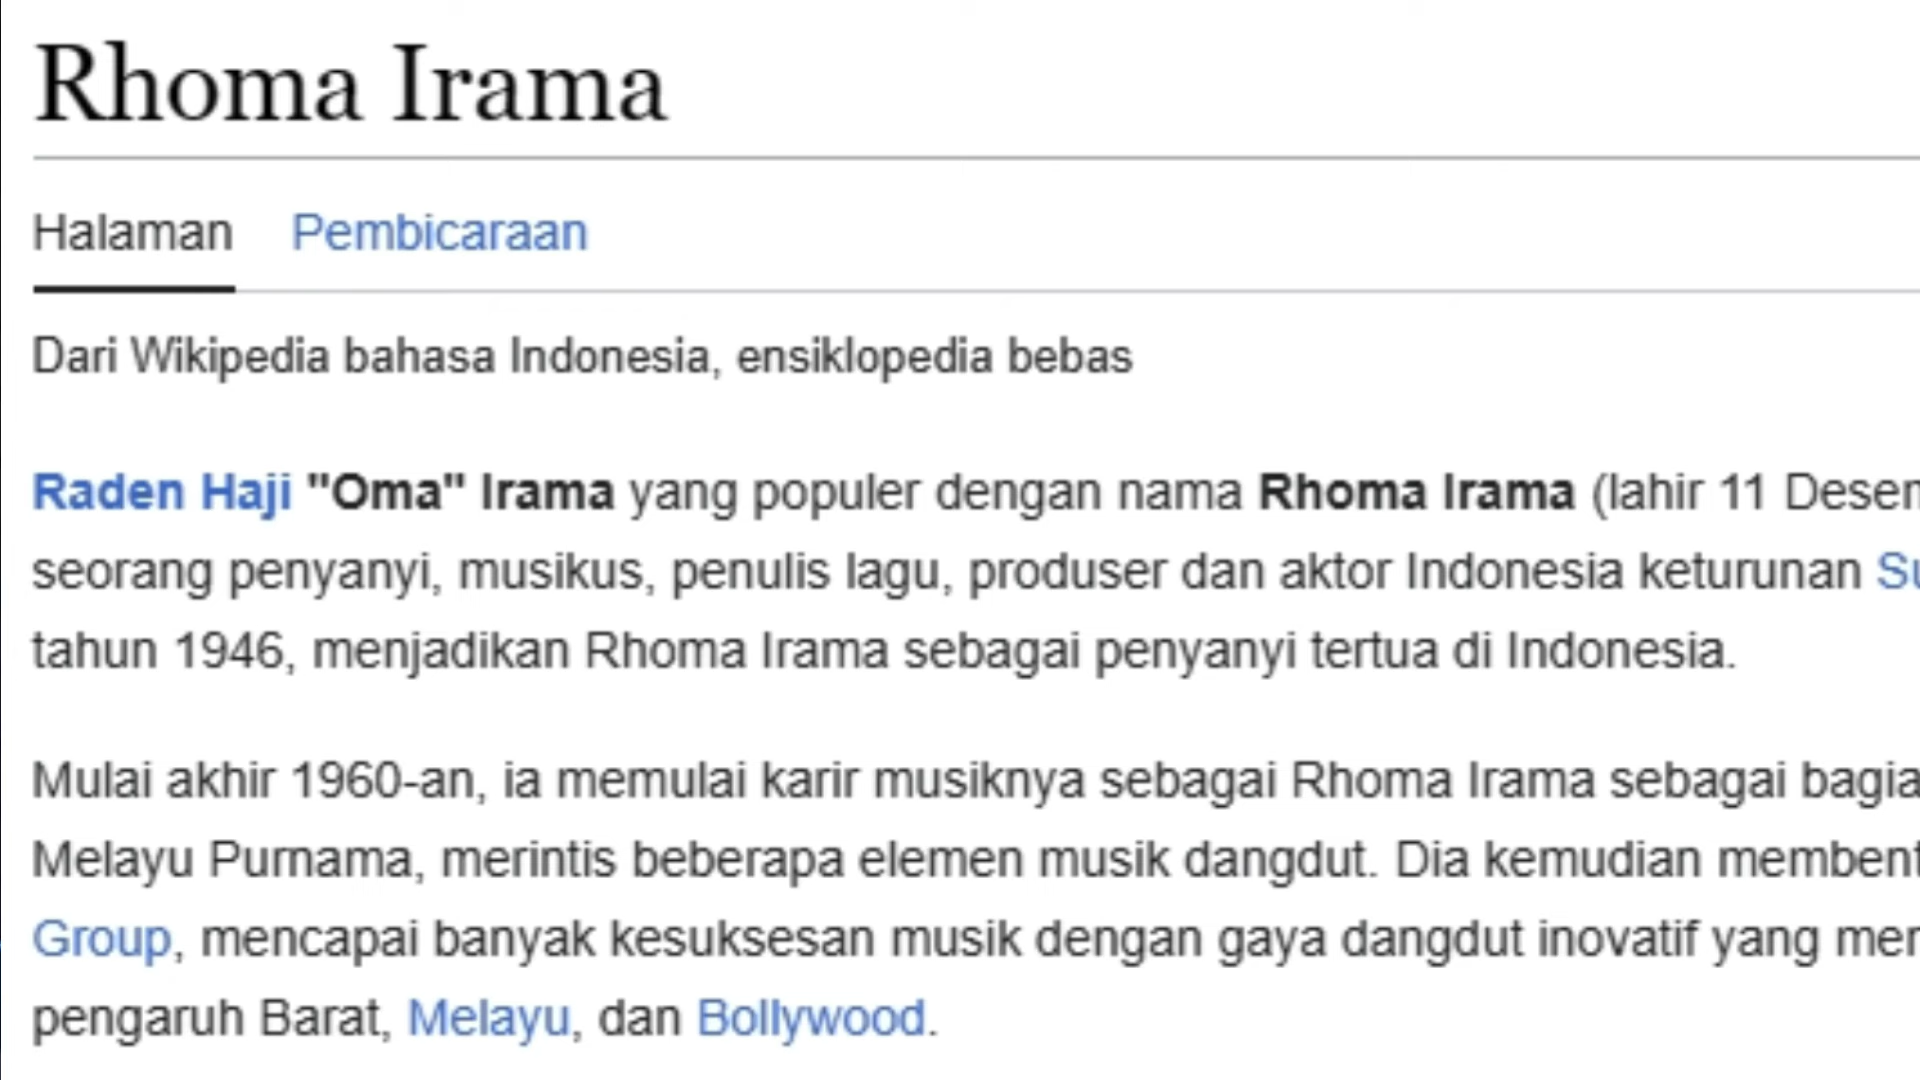 Rhoma Irama
Halaman Pembicaraan
Dari Wikipedia bahasa Indonesia, ensiklopedia bebas
Raden Haji "Oma" Irama yang populer dengan nama Rhoma Irama (lahir 11
seorang penyanyi, musikus, penulis lagu, produser dan aktor Indonesia keturunan
tahun 1946, menjadikan Rhoma Irama sebagai penyanyi tertua di Indonesia.
Mulai akhir 1960-an, ia memulai karir musiknya sebagai Rhoma Irama sebagai
Melayu Purnama, merintis beberapa elemen musik dangdut. Dia kemudian
Group, mencapai banyak kesuksesan musik dengan gaya dangdut inovatif yang
pengaruh Barat, Melayu, dan Bollywood.